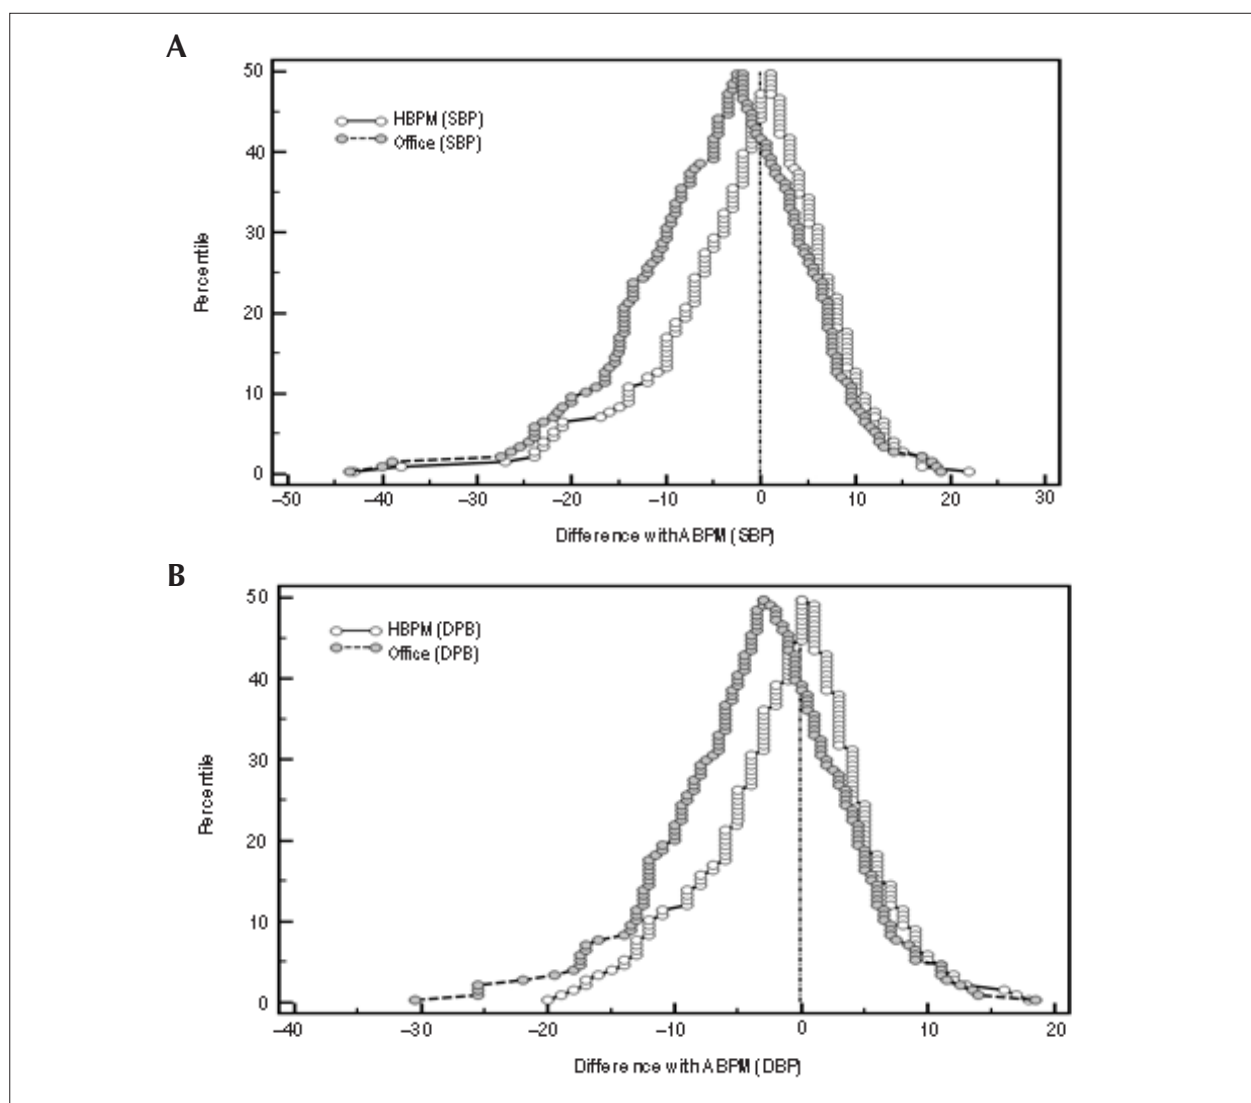 A
50
40
30
20
10
0
Percentile
HBPM (SBP)
Office (SBP)
–50 –40 –30 –20 –10 0 10 20 30
Difference with ABPM (SBP)
B
50
40
30
20
10
0
Percentile
HBPM (DPB)
Office (DPB)
–40 –30 –20 –10 0 10 20
Difference with ABPM (DBP)